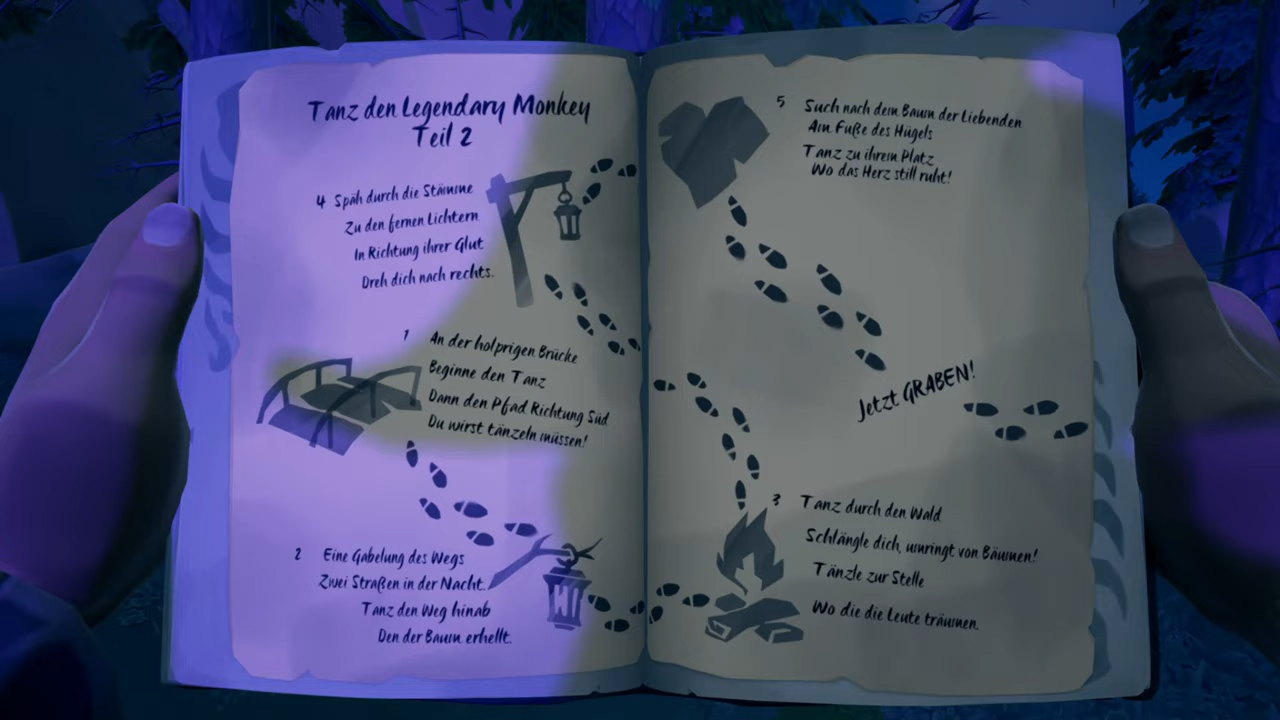 Tanz den Legendary Monkey
Teil 2
4 Späh durch die Stämme
Zu den fernen Lichtern
In Richtung ihrer Glut
Dreh dich nach rechts.
1 An der holprigen Brücke
Beginne den Tanz
Dann den Pfad Richtung Süd
Du wirst tänzeln müssen!
2 Eine Gabelung des Wegs
Zwei Straßen in der Nacht.
Tanz den Weg hinab
Den der Baum erhellt.
5 Such nach dem Baum der Liebenden
Am Fuße des Hügels
Tanz zu ihrem Platz
Wo das Herz still ruht!
Jetzt GRABEN!
3 Tanz durch den Wald
Schlängle dich, umringt von Bäumen!
Tänzle zur Stelle
Wo die die Leute träumen.